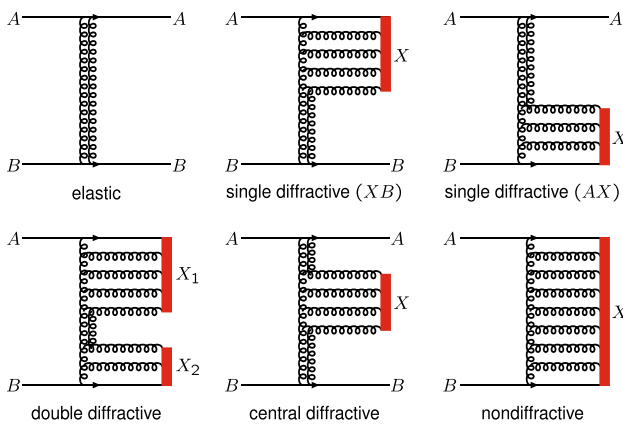 A A A A
X
X
B B B B
elastic single diffractive (XB) single diffractive (AX)
A A A
X1
X X
X2
B B B
double diffractive central diffractive nondiffractive